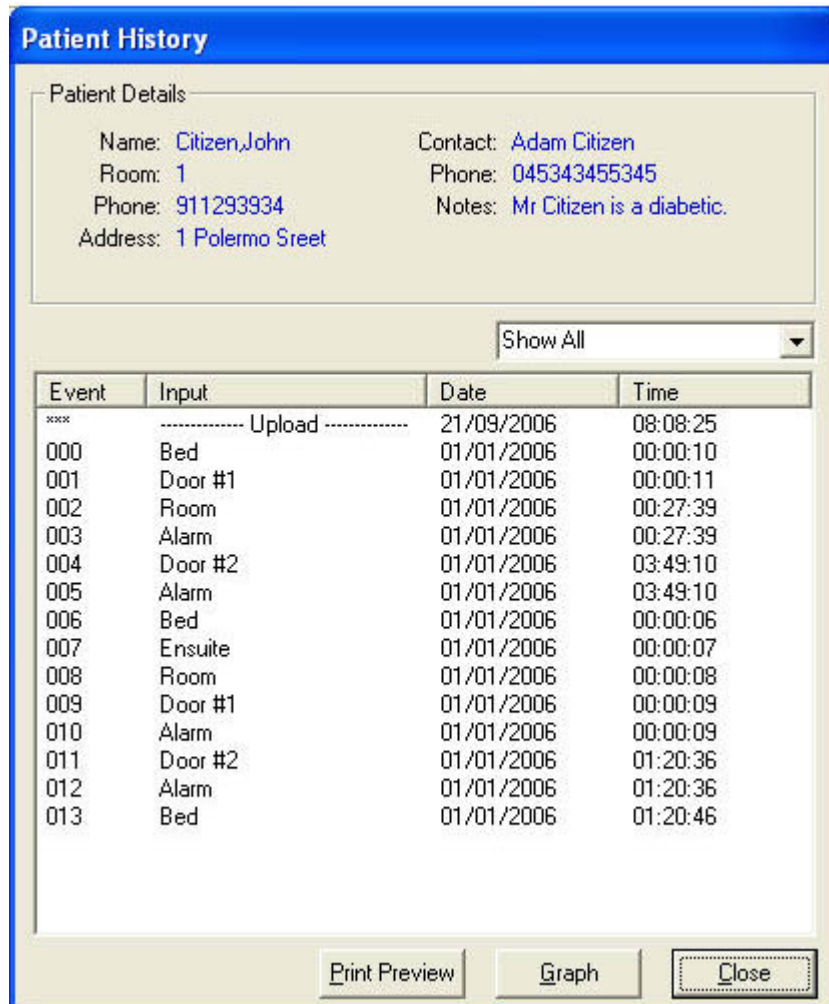 Patient History
Patient Details
Name: Citizen,John Contact: Adam Citizen
Room: 1 Phone: 045343455345
Phone: 911293934 Notes: Mr Citizen is a diabetic.
Address: 1 Polermo Sreet
Show All
Event Input Date Time
*** -------------- Upload -------------- 21/09/2006 08:08:25
000 Bed 01/01/2006 00:00:10
001 Door #1 01/01/2006 00:00:11
002 Room 01/01/2006 00:27:39
003 Alarm 01/01/2006 00:27:39
004 Door #2 01/01/2006 03:49:10
005 Alarm 01/01/2006 03:49:10
006 Bed 01/01/2006 00:00:06
007 Ensuite 01/01/2006 00:00:07
008 Room 01/01/2006 00:00:08
009 Door #1 01/01/2006 00:00:09
010 Alarm 01/01/2006 00:00:09
011 Door #2 01/01/2006 01:20:36
012 Alarm 01/01/2006 01:20:36
013 Bed 01/01/2006 01:20:46
Print Preview Graph Close